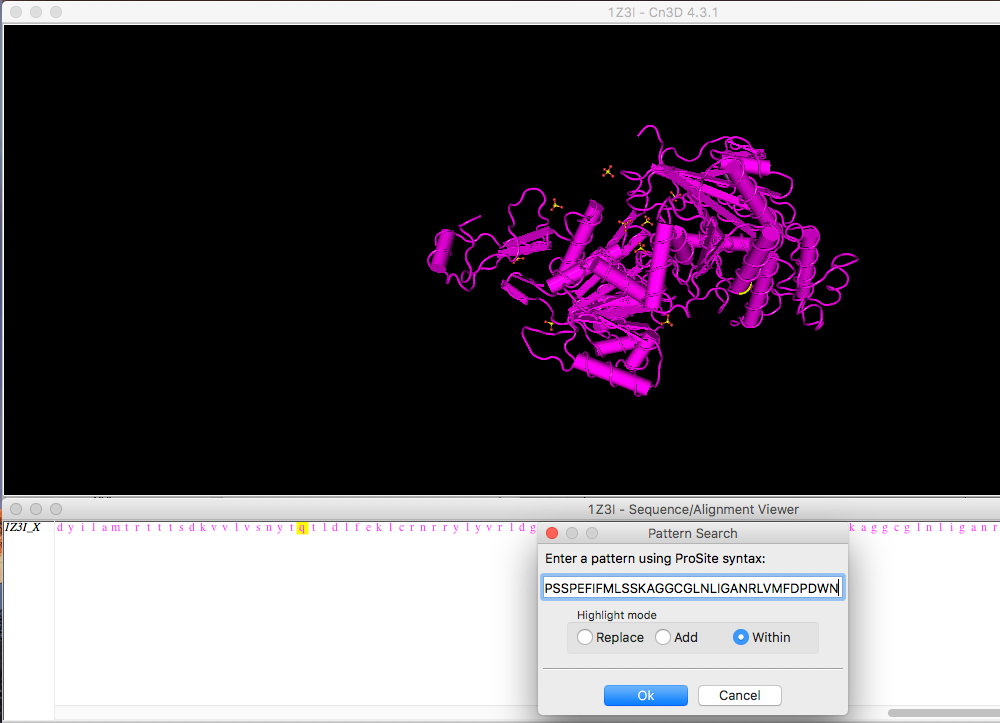 1Z3I - Cn3D 4.3.1
1Z3I - Sequence/Alignment Viewer
1Z3I_X d y i l a m t r t t t s d k v v l v s n y t q t l d l f e k l c r n r r y l y v r l d g k a g g c g l n l i g a n r
Pattern Search
Enter a pattern using ProSite syntax:
PSSPEFIFMLSSKAGGCGLNLIGANRLVMFDPDWN
Highlight mode
Replace Add Within
Ok Cancel